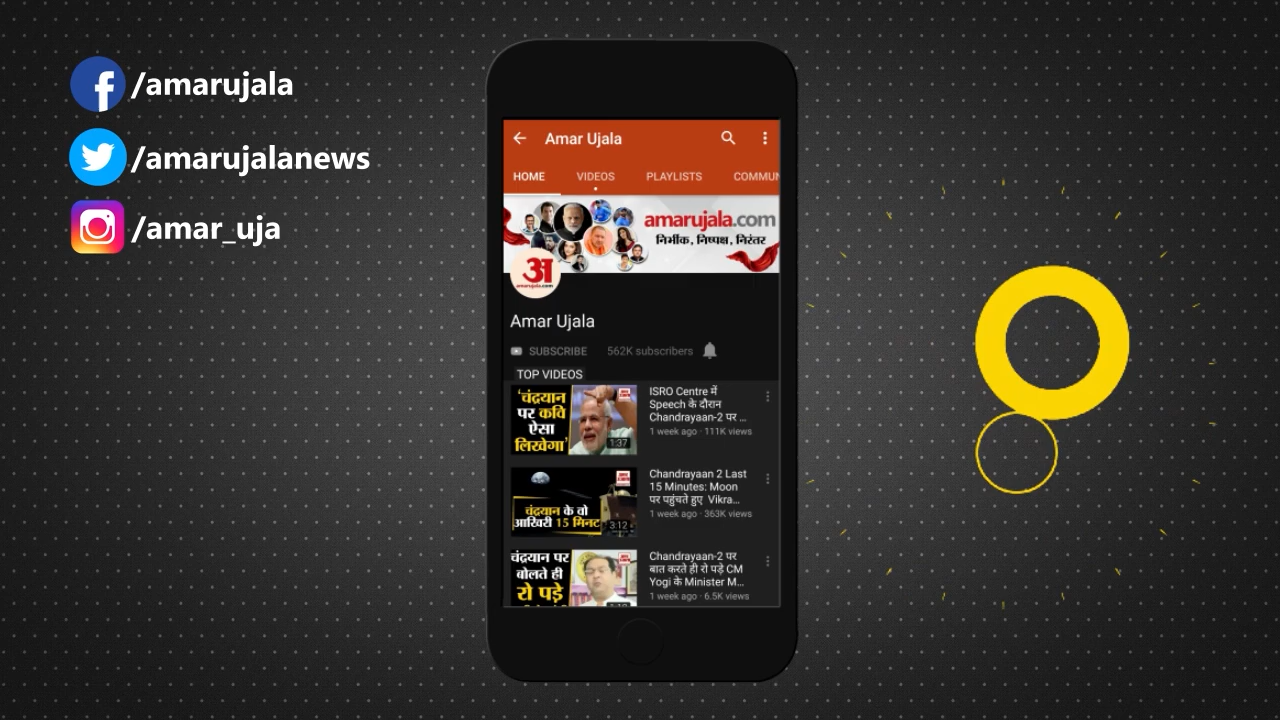 /amarujala
/amarujalanews
/amar_uja
Amar Ujala
HOME VIDEOS PLAYLISTS COMMUN
amarujala.com
निर्भीक, निष्पक्ष, निरंतर
अ
amarujala.com
Amar Ujala
SUBSCRIBE 562K subscribers
TOP VIDEOS
'चंद्रयान
पर कवि
ऐसा
लिखेगा'
1:37
ISRO Centre में
Speech के दौरान
Chandrayaan-2 पर ...
1 week ago · 111K views
चंद्रयान के वो
आखिरी 15 मिनट
3:12
Chandrayaan 2 Last
15 Minutes: Moon
पर पहुंचते हुए Vikra...
1 week ago · 363K views
चंद्रयान पर
बोलते ही
रो पड़े
Chandrayaan-2 पर
बात करते ही रो पड़े CM
Yogi के Minister M...
1 week ago · 6.5K views